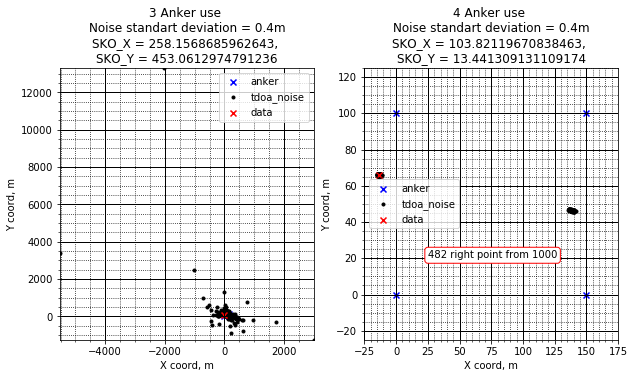 3 Anker use
Noise standart deviation = 0.4m
SKO_X = 258.1568685962643,
SKO_Y = 453.0612974791236
anker
tdoa_noise
data
12000
10000
8000
6000
4000
2000
0
−4000
−2000
0
2000
Y coord, m
X coord, m
4 Anker use
Noise standart deviation = 0.4m
SKO_X = 103.82119670838463,
SKO_Y = 13.441309131109174
120
100
80
60
40
20
0
−20
anker
tdoa_noise
data
482 right point from 1000
−25
0
25
50
75
100
125
150
175
Y coord, m
X coord, m